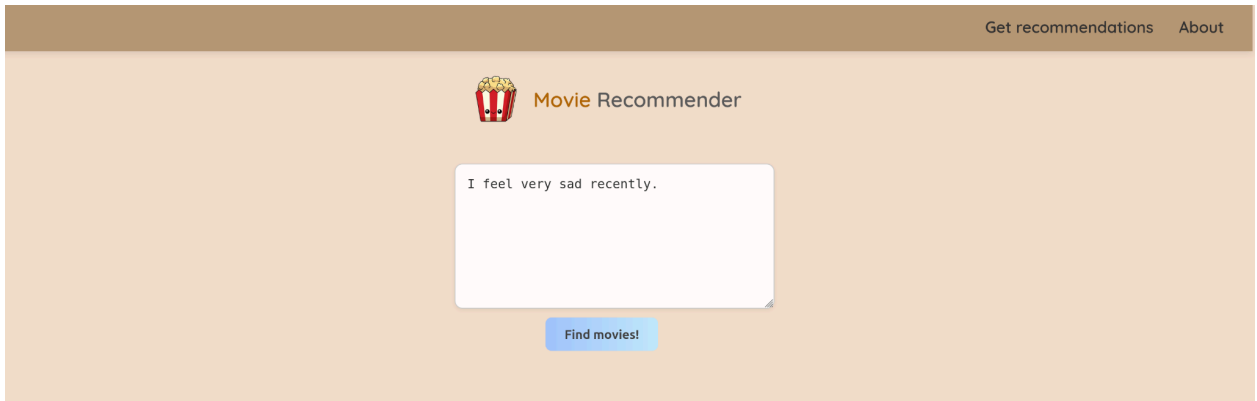 Get recommendations About
Movie Recommender
I feel very sad recently.
Find movies!